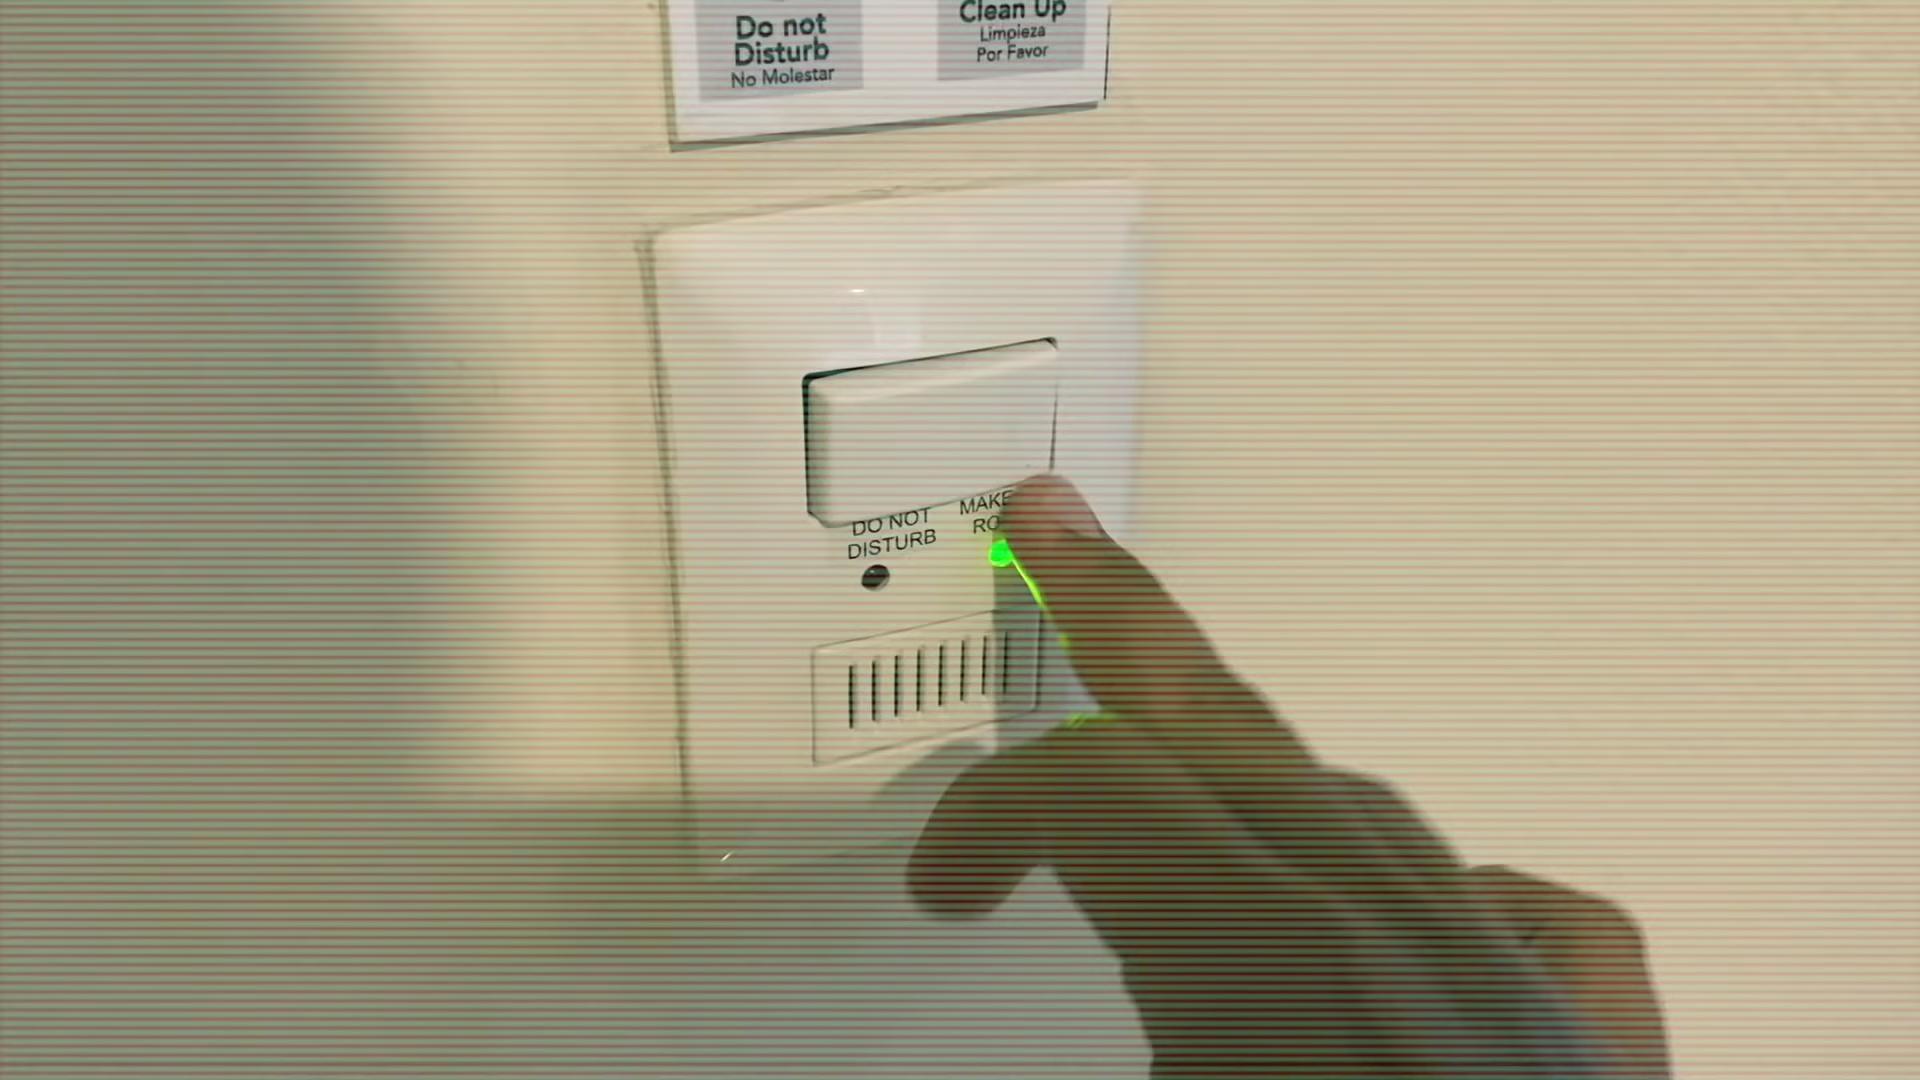 Do not
Disturb
No Molestar
Clean Up
Limpieza
Por Favor
DO NOT
DISTURB
MAKE